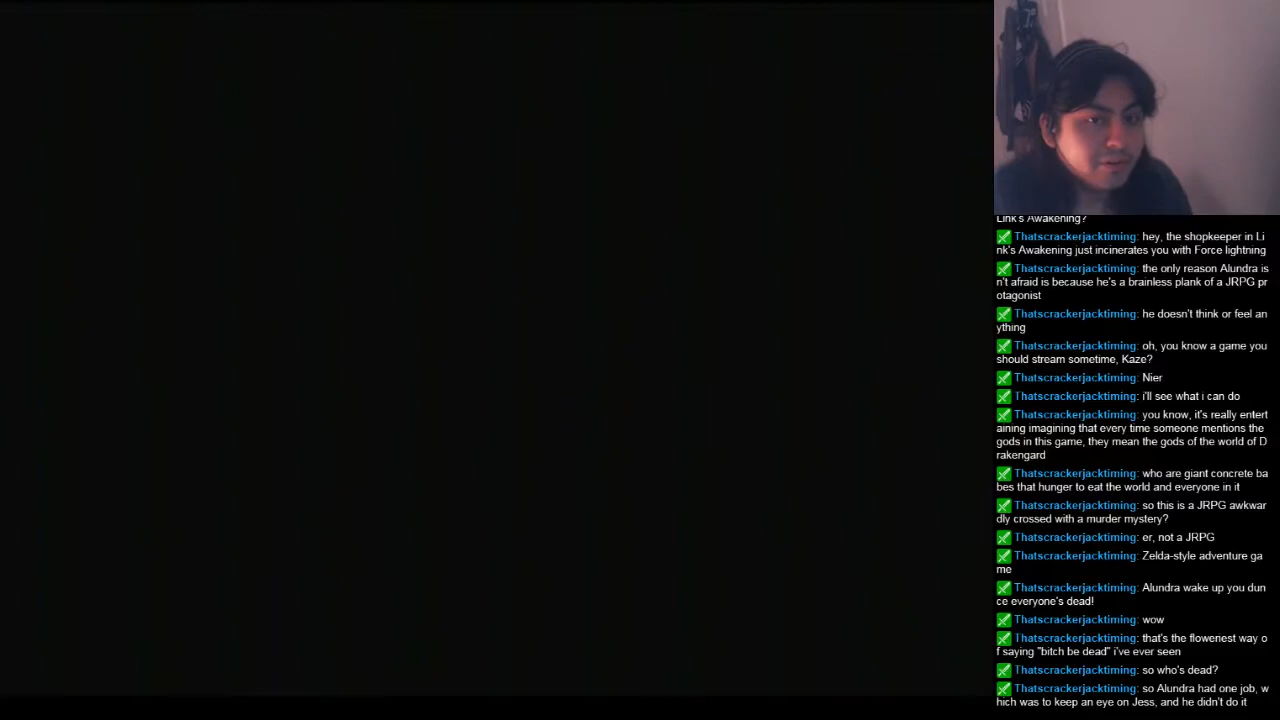 Link's Awakening?
Thatscrackerjacktiming: hey, the shopkeeper in Li
nk's Awakening just incinerates you with Force lightning
Thatscrackerjacktiming: the only reason Alundra is
n't afraid is because he's a brainless plank of a JRPG pr
otagonist
Thatscrackerjacktiming: he doesn't think or feel an
ything
Thatscrackerjacktiming: oh, you know a game you
should stream sometime, Kaze?
Thatscrackerjacktiming: Nier
Thatscrackerjacktiming: i'll see what i can do
Thatscrackerjacktiming: you know, it's really entert
aining imagining that every time someone mentions the
gods in this game, they mean the gods of the world of D
rakengard
Thatscrackerjacktiming: who are giant concrete ba
bes that hunger to eat the world and everyone in it
Thatscrackerjacktiming: so this is a JRPG awkwar
dly crossed with a murder mystery?
Thatscrackerjacktiming: er, not a JRPG
Thatscrackerjacktiming: Zelda-style adventure ga
me
Thatscrackerjacktiming: Alundra wake up you dun
ce everyone's dead!
Thatscrackerjacktiming: wow
Thatscrackerjacktiming: that's the floweriest way o
f saying "bitch be dead" i've ever seen
Thatscrackerjacktiming: so who's dead?
Thatscrackerjacktiming: so Alundra had one job, w
hich was to keep an eye on Jess, and he didn't do it